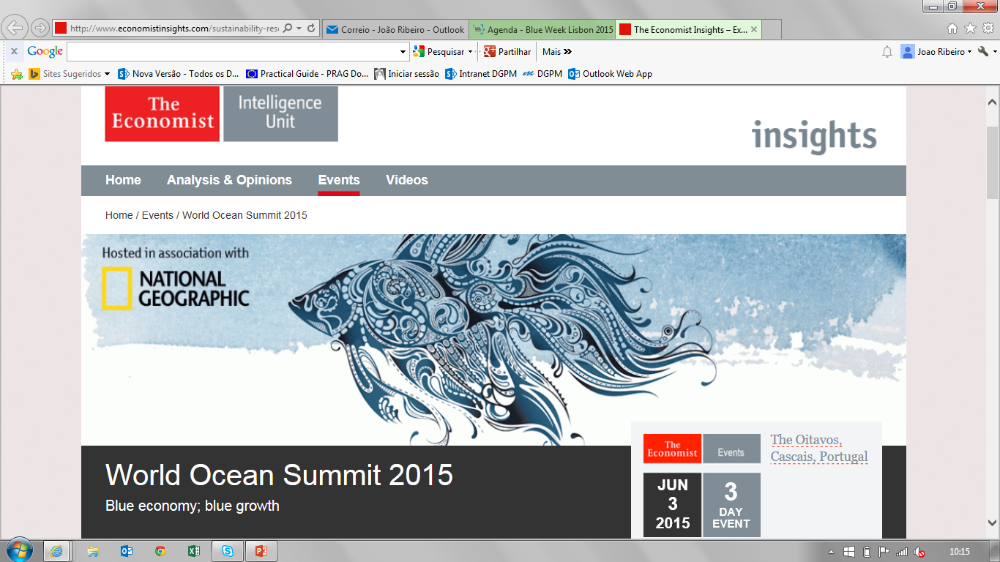 http://www.economistinsights.com/sustainability-res
Correio - João Ribeiro - Outlook
Agenda - Blue Week Lisbon 2015
The Economist Insights – Ex...
x Google
Pesquisar
Partilhar
Mais »
Joao Ribeiro
Sites Sugeridos
Nova Versão - Todos os D...
Practical Guide - PRAG Do...
Iniciar sessão
Intranet DGPM
DGPM
Outlook Web App
The
Economist
Intelligence
Unit
insights
Home
Analysis & Opinions
Events
Videos
Home / Events / World Ocean Summit 2015
Hosted in association with
NATIONAL
GEOGRAPHIC
World Ocean Summit 2015
Blue economy; blue growth
The
Economist
Events
The Oitavos,
Cascais, Portugal
JUN
3
2015
3
DAY
EVENT
10:15